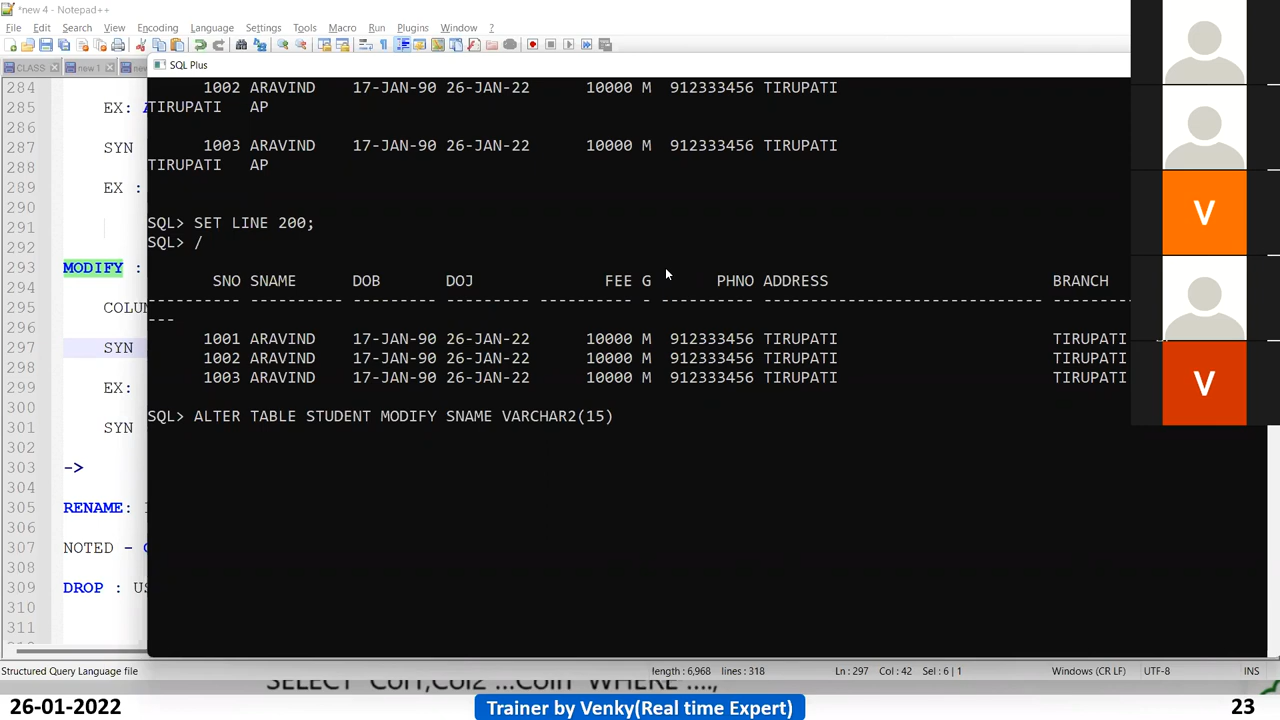 *new 4 - Notepad++
File Edit Search View Encoding Language Settings Tools Macro Run Plugins Window ?
CLASS new 1 new
SQL Plus
284
285 EX:
286
287 SYN
288
289 EX :
290
291
292
293 MODIFY :
294
295 COLUM
296
297 SYN
298
299 EX:
300
301 SYN
302
303 ->
304
305 RENAME:
306
307 NOTED -
308
309 DROP : US
310
311
1002 ARAVIND 17-JAN-90 26-JAN-22 10000 M 912333456 TIRUPATI
TIRUPATI AP
1003 ARAVIND 17-JAN-90 26-JAN-22 10000 M 912333456 TIRUPATI
TIRUPATI AP
SQL> SET LINE 200;
SQL> /
SNO SNAME DOB DOJ FEE G PHNO ADDRESS BRANCH
---------- ---------- --------- --------- ---------- - ---------- ------------------------------ --------
---
1001 ARAVIND 17-JAN-90 26-JAN-22 10000 M 912333456 TIRUPATI TIRUPATI
1002 ARAVIND 17-JAN-90 26-JAN-22 10000 M 912333456 TIRUPATI TIRUPATI
1003 ARAVIND 17-JAN-90 26-JAN-22 10000 M 912333456 TIRUPATI TIRUPATI
SQL> ALTER TABLE STUDENT MODIFY SNAME VARCHAR2(15)
V
V
Structured Query Language file length : 6,968 lines : 318 Ln : 297 Col : 42 Sel : 6 | 1 Windows (CR LF) UTF-8 INS
SELECT Col1,Col2 ...Coln WHERE ....,
26-01-2022 Trainer by Venky(Real time Expert) 23